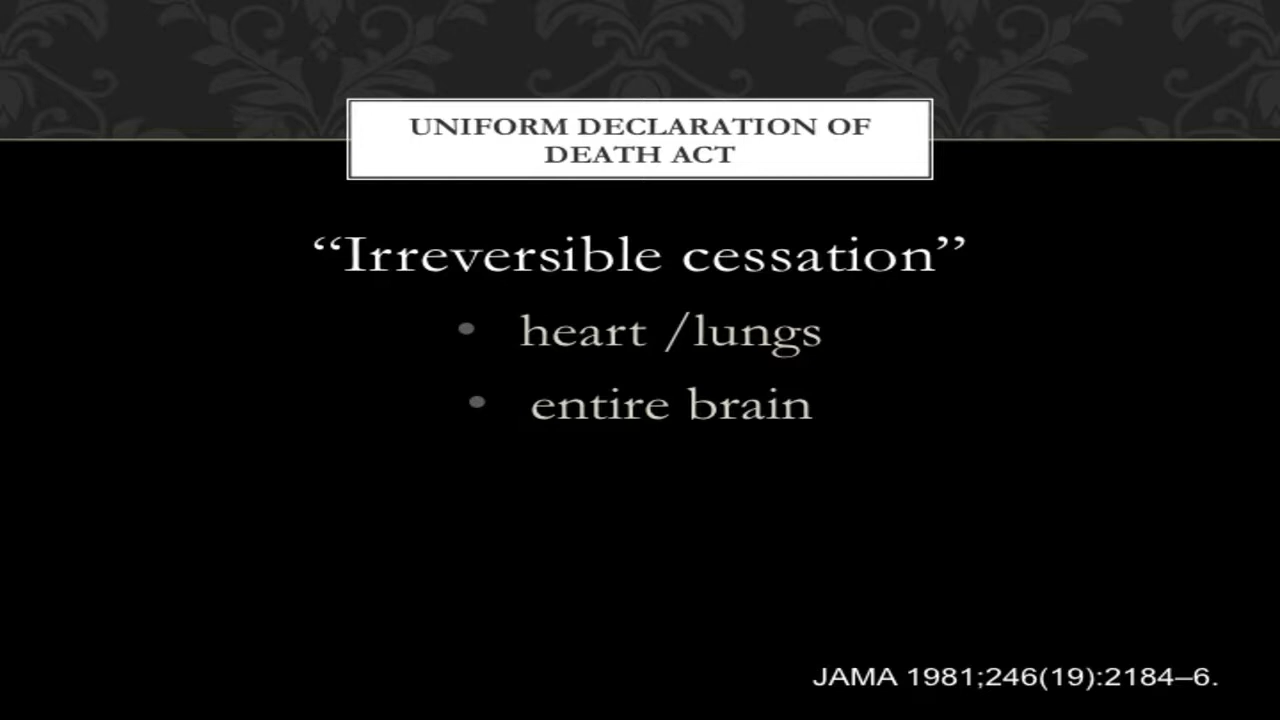 UNIFORM DECLARATION OF
DEATH ACT
“Irreversible cessation”
• heart /lungs
• entire brain
JAMA 1981;246(19):2184–6.